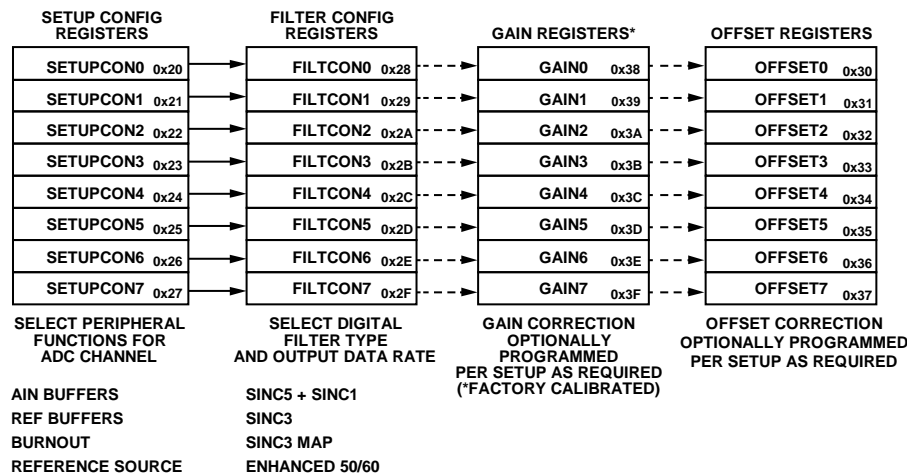 SETUP CONFIG
REGISTERS
SETUPCON0 0x20
SETUPCON1 0x21
SETUPCON2 0x22
SETUPCON3 0x23
SETUPCON4 0x24
SETUPCON5 0x25
SETUPCON6 0x26
SETUPCON7 0x27
SELECT PERIPHERAL
FUNCTIONS FOR
ADC CHANNEL
AIN BUFFERS
REF BUFFERS
BURNOUT
REFERENCE SOURCE
FILTER CONFIG
REGISTERS
FILTCON0 0x28
FILTCON1 0x29
FILTCON2 0x2A
FILTCON3 0x2B
FILTCON4 0x2C
FILTCON5 0x2D
FILTCON6 0x2E
FILTCON7 0x2F
SELECT DIGITAL
FILTER TYPE
AND OUTPUT DATA RATE
SINC5 + SINC1
SINC3
SINC3 MAP
ENHANCED 50/60
GAIN REGISTERS*
GAIN0 0x38
GAIN1 0x39
GAIN2 0x3A
GAIN3 0x3B
GAIN4 0x3C
GAIN5 0x3D
GAIN6 0x3E
GAIN7 0x3F
GAIN CORRECTION
OPTIONALLY
PROGRAMMED
PER SETUP AS REQUIRED
(*FACTORY CALIBRATED)
OFFSET REGISTERS
OFFSET0 0x30
OFFSET1 0x31
OFFSET2 0x32
OFFSET3 0x33
OFFSET4 0x34
OFFSET5 0x35
OFFSET6 0x36
OFFSET7 0x37
OFFSET CORRECTION
OPTIONALLY PROGRAMMED
PER SETUP AS REQUIRED